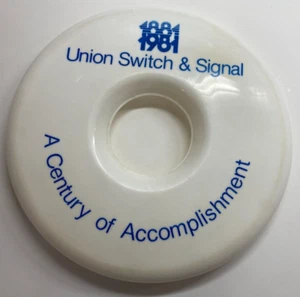 1881
1981
Union Switch & Signal
A Century of Accomplishment